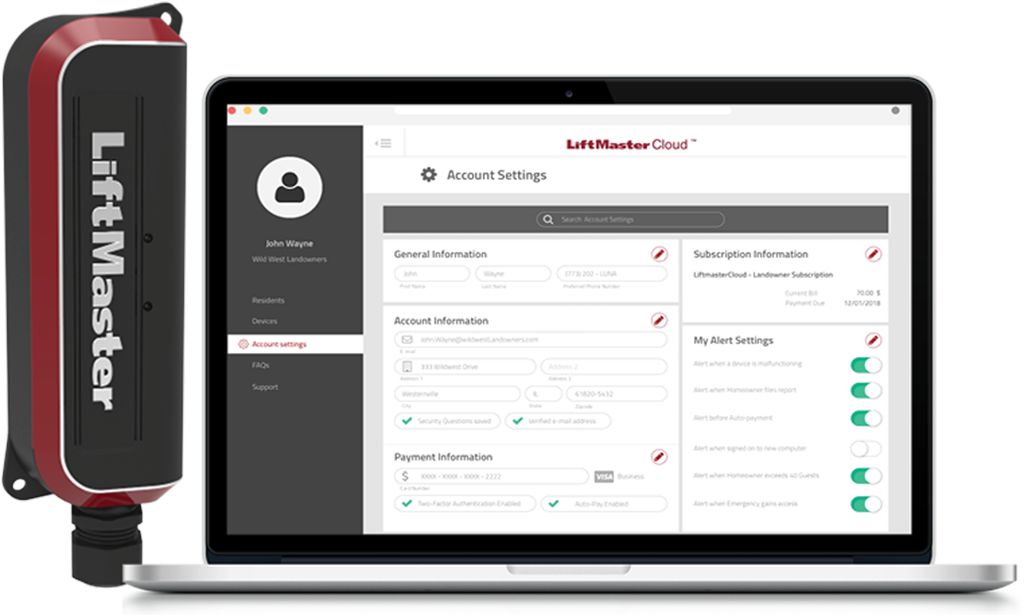 LiftMaster
LiftMaster Cloud ™
Account Settings
Search Account Settings
John Wayne
Wild West Landowners
Residents
Devices
Account settings
FAQs
Support
General Information
John
Wayne
(773) 202 - LUNA
First Name
Last Name
Preferred Phone Number
Account Information
John.Wayne@wildwestLandowners.com
E-mail
333 Wildwest Drive
Address 2
Address 1
Address 2
Westernville
IL
61820-5432
City
State
Zipcode
Security Questions saved
Verified e-mail address
Payment Information
$ XXXX - XXXX - XXXX - 2222
VISA Business
Card Number
Two-Factor Authentication Enabled
Auto-Pay Enabled
Subscription Information
LiftmasterCloud - Landowner Subscription
Current Bill 70.00 $
Payment Due 12/01/2018
My Alert Settings
Alert when a device is malfunctioning
Alert when Homeowner files report
Alert before Auto-payment
Alert when signed on to new computer
Alert when Homeowner exceeds 40 Guests
Alert when Emergency gains access